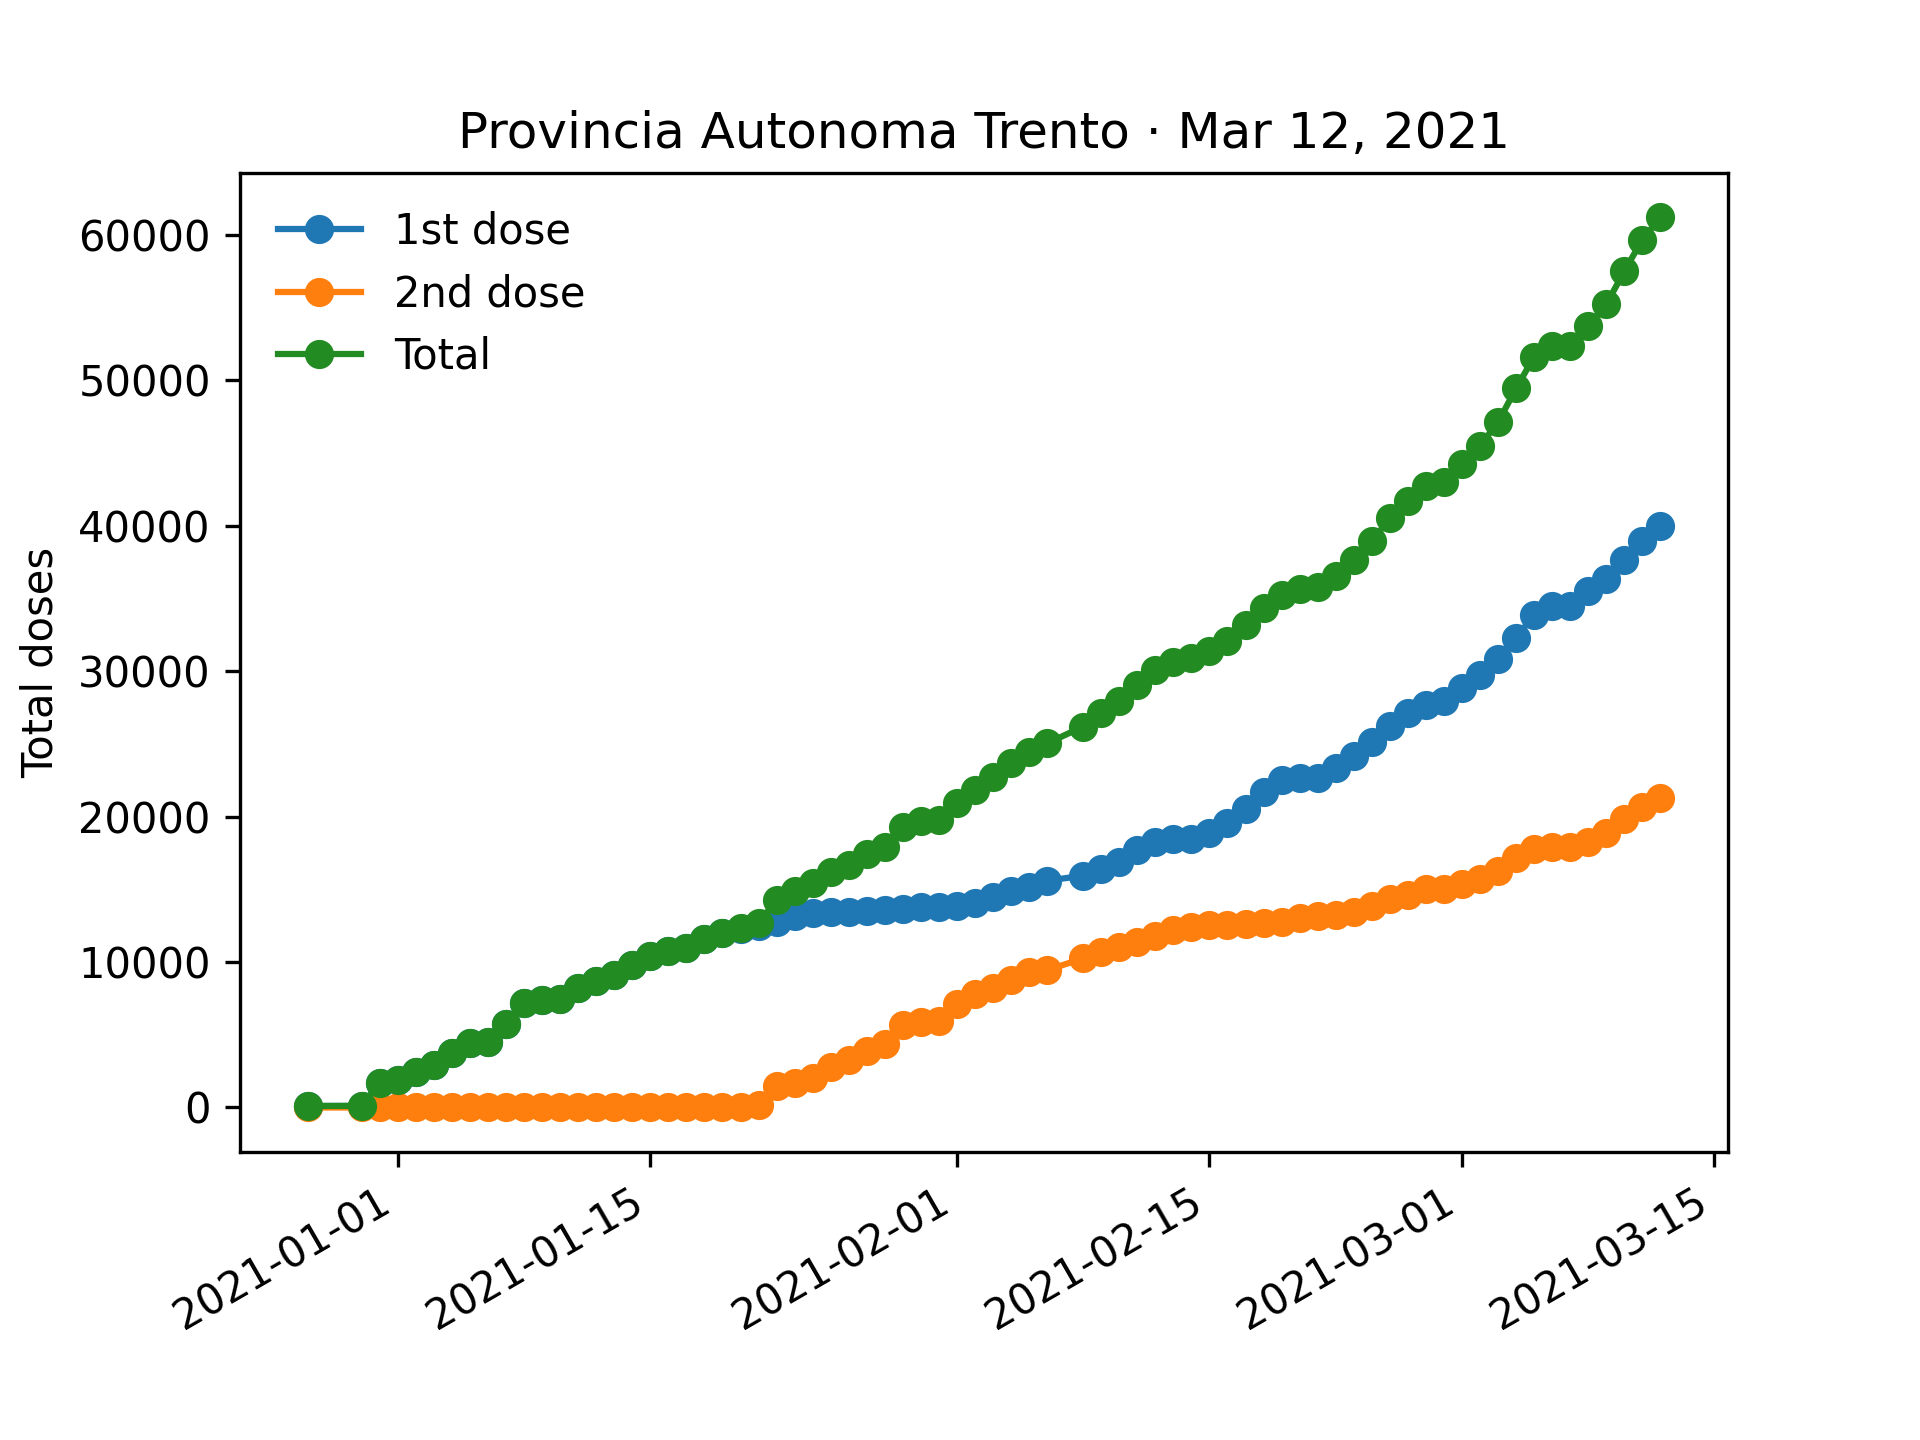 Provincia Autonoma Trento · Mar 12, 2021
1st dose
2nd dose
Total
Total doses
60000
50000
40000
30000
20000
10000
0
2021-01-01
2021-01-15
2021-02-01
2021-02-15
2021-03-01
2021-03-15